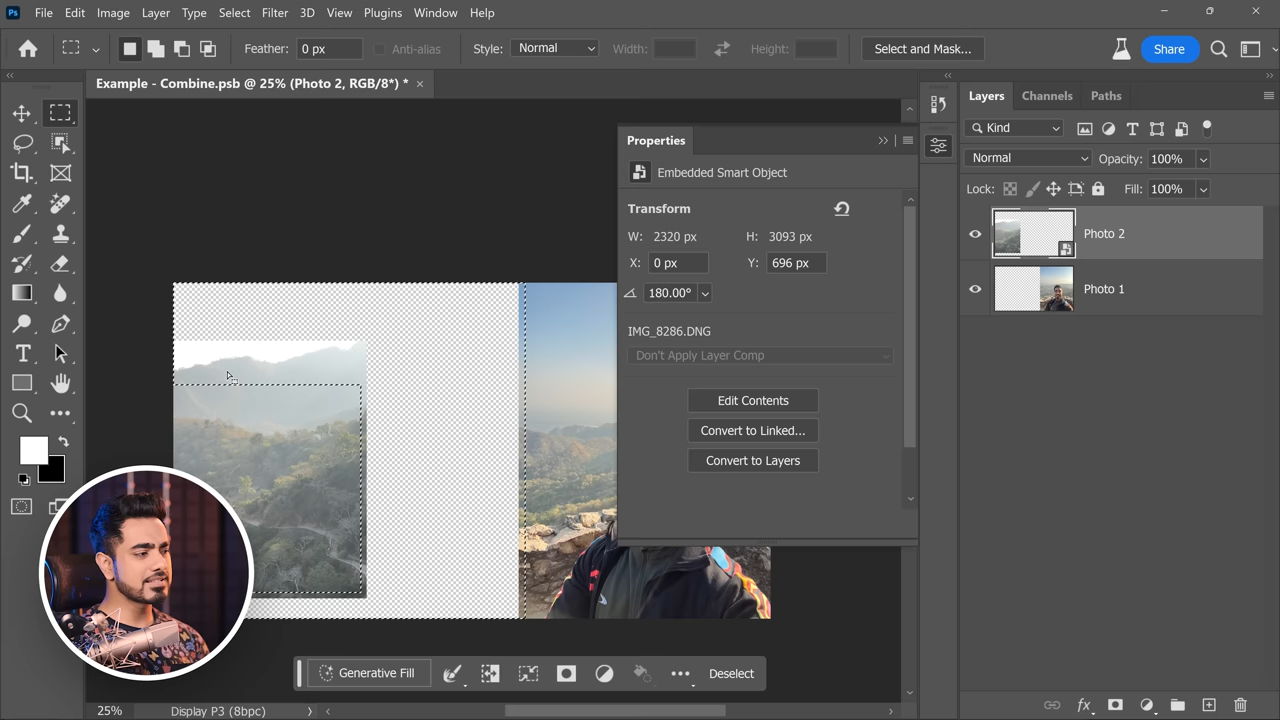 Ps File Edit Image Layer Type Select Filter 3D View Plugins Window Help
Feather: 0 px Anti-alias Style: Normal Width: Height: Select and Mask... Share
Example - Combine.psb @ 25% (Photo 2, RGB/8*) * ×
Properties
Embedded Smart Object
Transform
W: 2320 px H: 3093 px
X: 0 px Y: 696 px
180.00°
IMG_8286.DNG
Don't Apply Layer Comp
Edit Contents
Convert to Linked...
Convert to Layers
Layers Channels Paths
Kind
Normal Opacity: 100%
Lock: Fill: 100%
Photo 2
Photo 1
Generative Fill Deselect
25% Display P3 (8bpc)